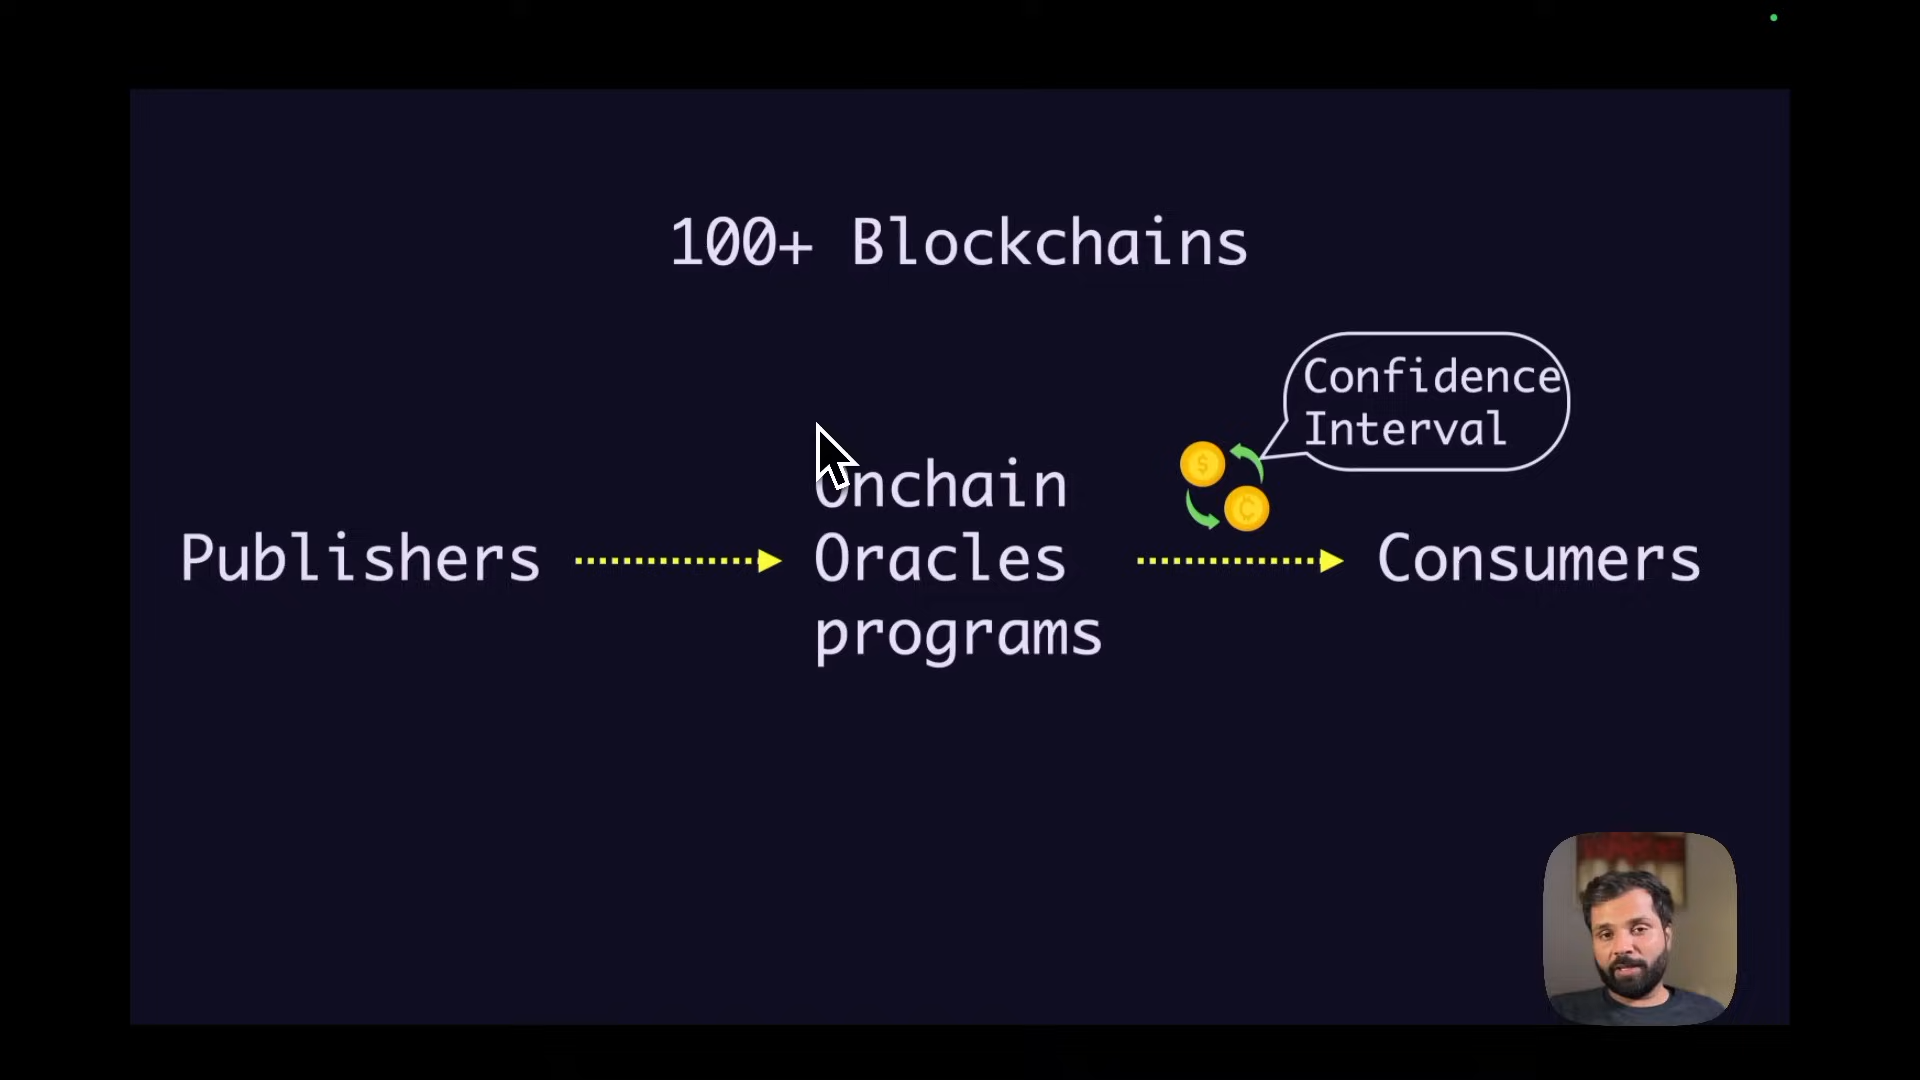 100+ Blockchains
Confidence
Interval
Publishers
Onchain
Oracles
programs
Consumers